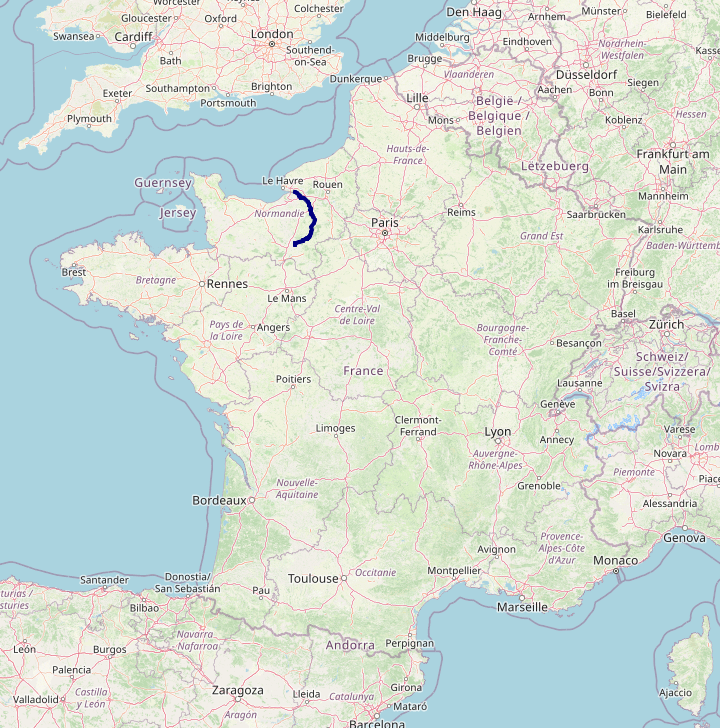 Worcester
Gloucester
Colchester
Swansea
Cardiff
Oxford
London
Southend-
on-Sea
Bath
Exeter
Southampton
Brighton
Portsmouth
Plymouth
Den Haag
Arnhem
Münster
Bielefeld
Middelburg
Eindhoven
Brugge
Vlaanderen
Düsseldorf
Nordrhein-
Westfalen
Dunkerque
Lille
België /
Belgique /
Belgien
Aachen
Siegen
Bonn
Koblenz
Hessen
Mons
Hauts-de-
France
Lëtzebuerg
Frankfurt am
Main
Mannheim
Guernsey
Jersey
Le Havre
Rouen
Normandie
Paris
Reims
Saarbrücken
Karlsruhe
Grand Est
Brest
Bretagne
Rennes
Le Mans
Freiburg
im Breisgau
Basel
Zürich
Centre-Val
de Loire
Pays de
la Loire
Angers
Bourgogne-
Franche-
Comté
Besançon
Schweiz/
Suisse/Svizzera/
Svizra
Lausanne
France
Poitiers
Genève
Annecy
Limoges
Clermont-
Ferrand
Lyon
Auvergne-
Rhône-Alpes
Varese
Novara
Piemonte
Grenoble
Alessandria
Nouvelle-
Aquitaine
Bordeaux
Genova
Provence-
Alpes-Côte
d'Azur
Avignon
Monaco
Toulouse
Occitanie
Montpellier
Marseille
Santander
Donostia/
San Sebastián
Bilbao
Pau
Perpignan
Andorra
Navarra -
Nafarroa
León
Burgos
Palencia
Castilla
y León
Valladolid
Zaragoza
Aragón
Lleida
Catalunya
Girona
Mataró
Barcelona
Ajaccio